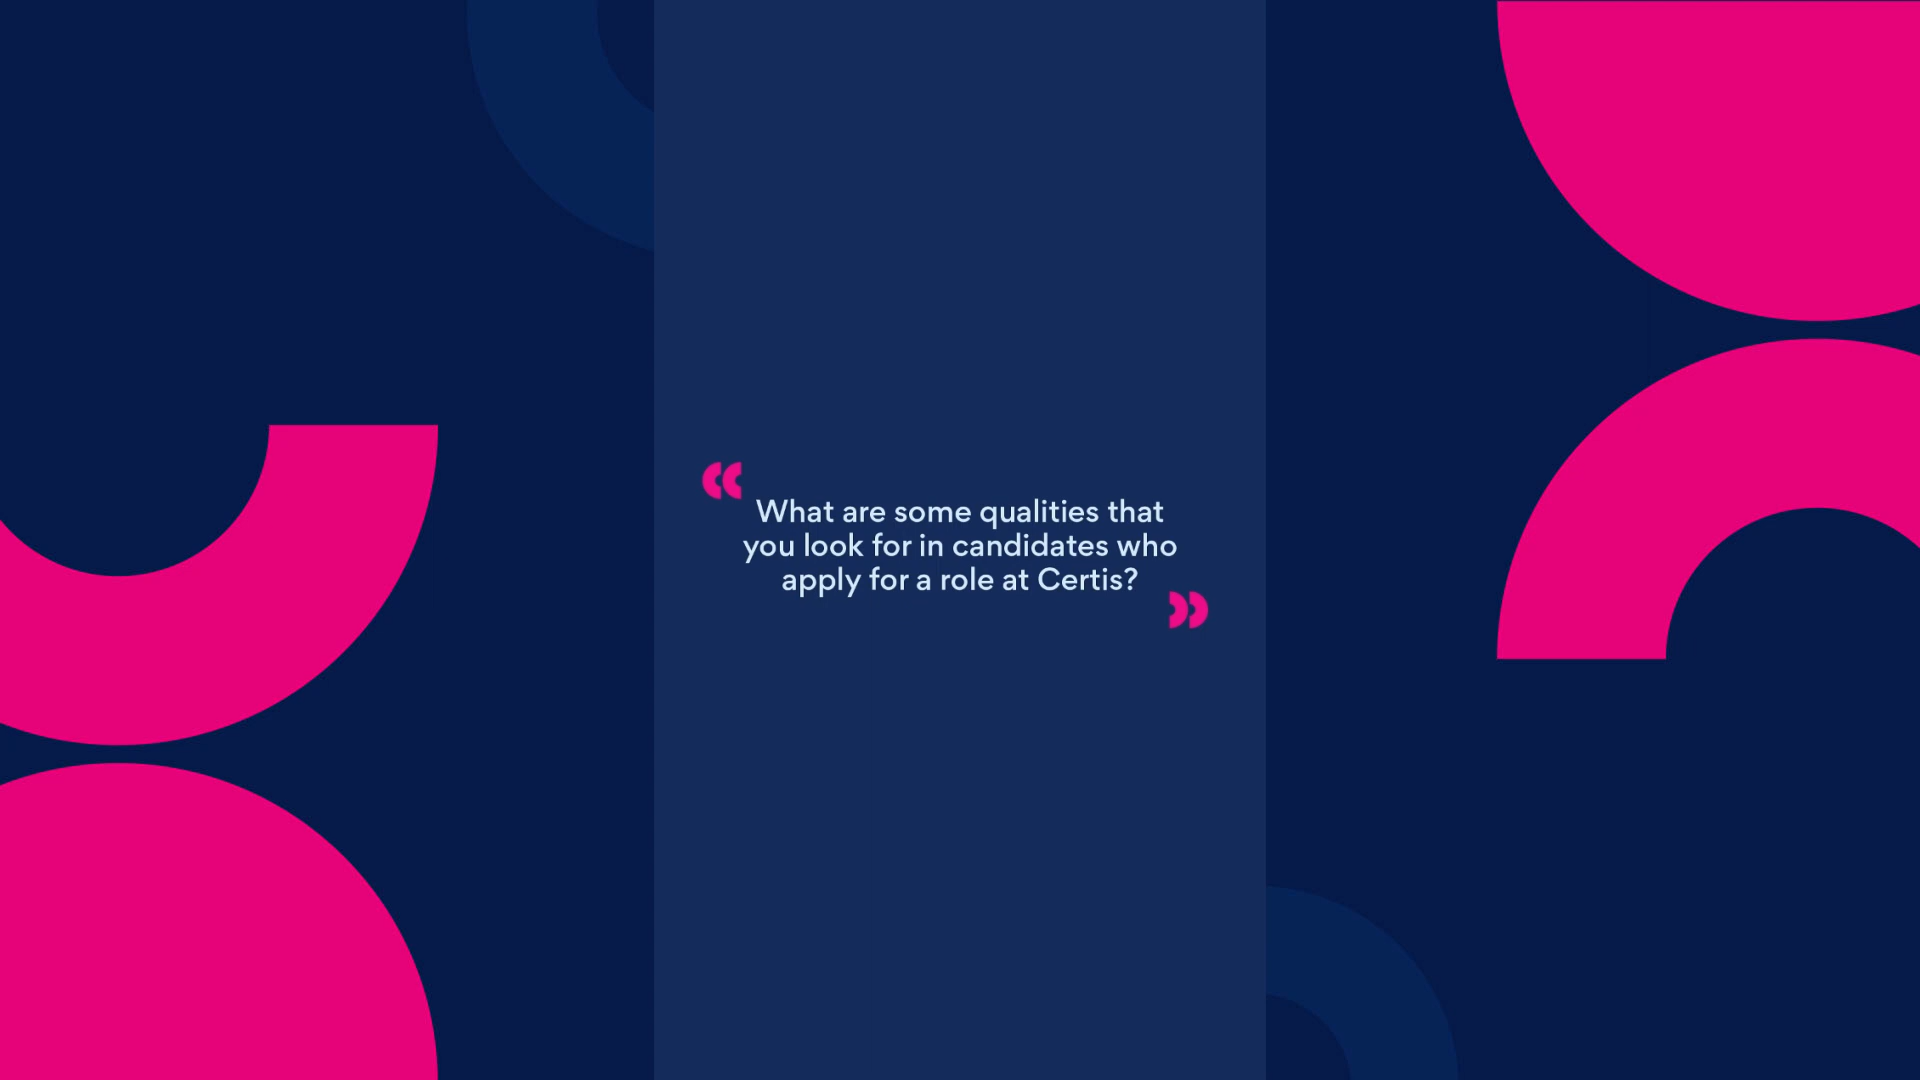 What are some qualities that
you look for in candidates who
apply for a role at Certis?